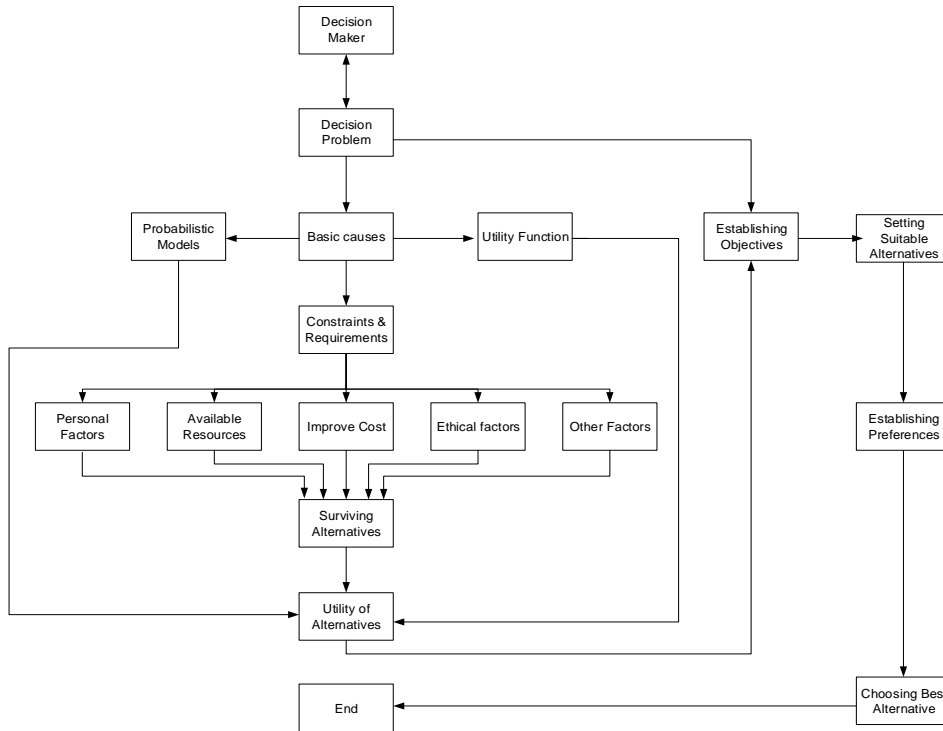 Decision
Maker
Decision
Problem
Probabilistic
Models
Basic causes
Utility Function
Establishing
Objectives
Setting
Suitable
Alternatives
Constraints &
Requirements
Personal
Factors
Available
Resources
Improve Cost
Ethical factors
Other Factors
Establishing
Preferences
Surviving
Alternatives
Utility of
Alternatives
End
Choosing Bes
Alternative